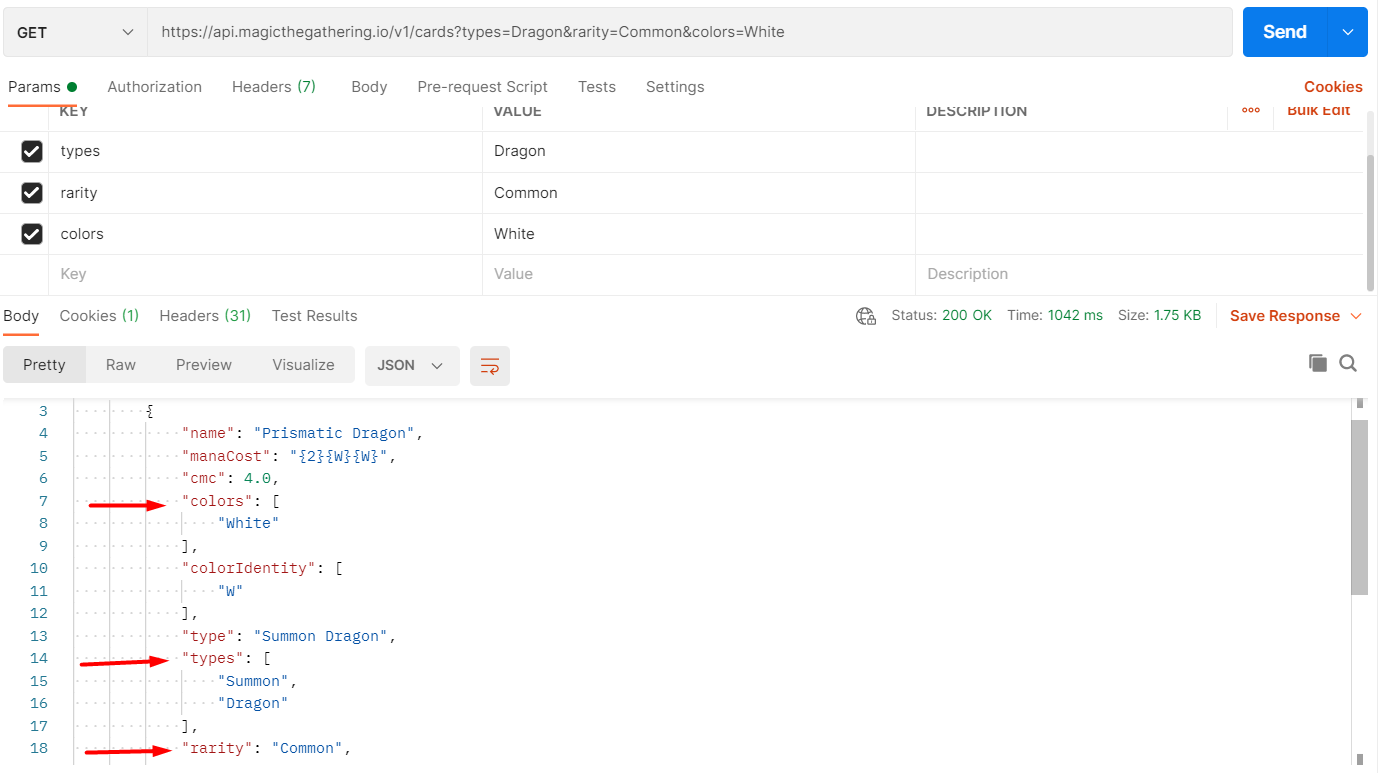 GET https://api.magicthegathering.io/v1/cards?types=Dragon&rarity=Common&colors=White Send
Params Authorization Headers (7) Body Pre-request Script Tests Settings Cookies
KEY VALUE DESCRIPTION ooo Bulk Edit
types Dragon
rarity Common
colors White
Key Value Description
Body Cookies (1) Headers (31) Test Results Status: 200 OK Time: 1042 ms Size: 1.75 KB Save Response
Pretty Raw Preview Visualize JSON
3 {
4 "name": "Prismatic Dragon",
5 "manaCost": "{2}{W}{W}",
6 "cmc": 4.0,
7 "colors": [
8 "White"
9 ],
10 "colorIdentity": [
11 "W"
12 ],
13 "type": "Summon Dragon",
14 "types": [
15 "Summon",
16 "Dragon"
17 ],
18 "rarity": "Common",